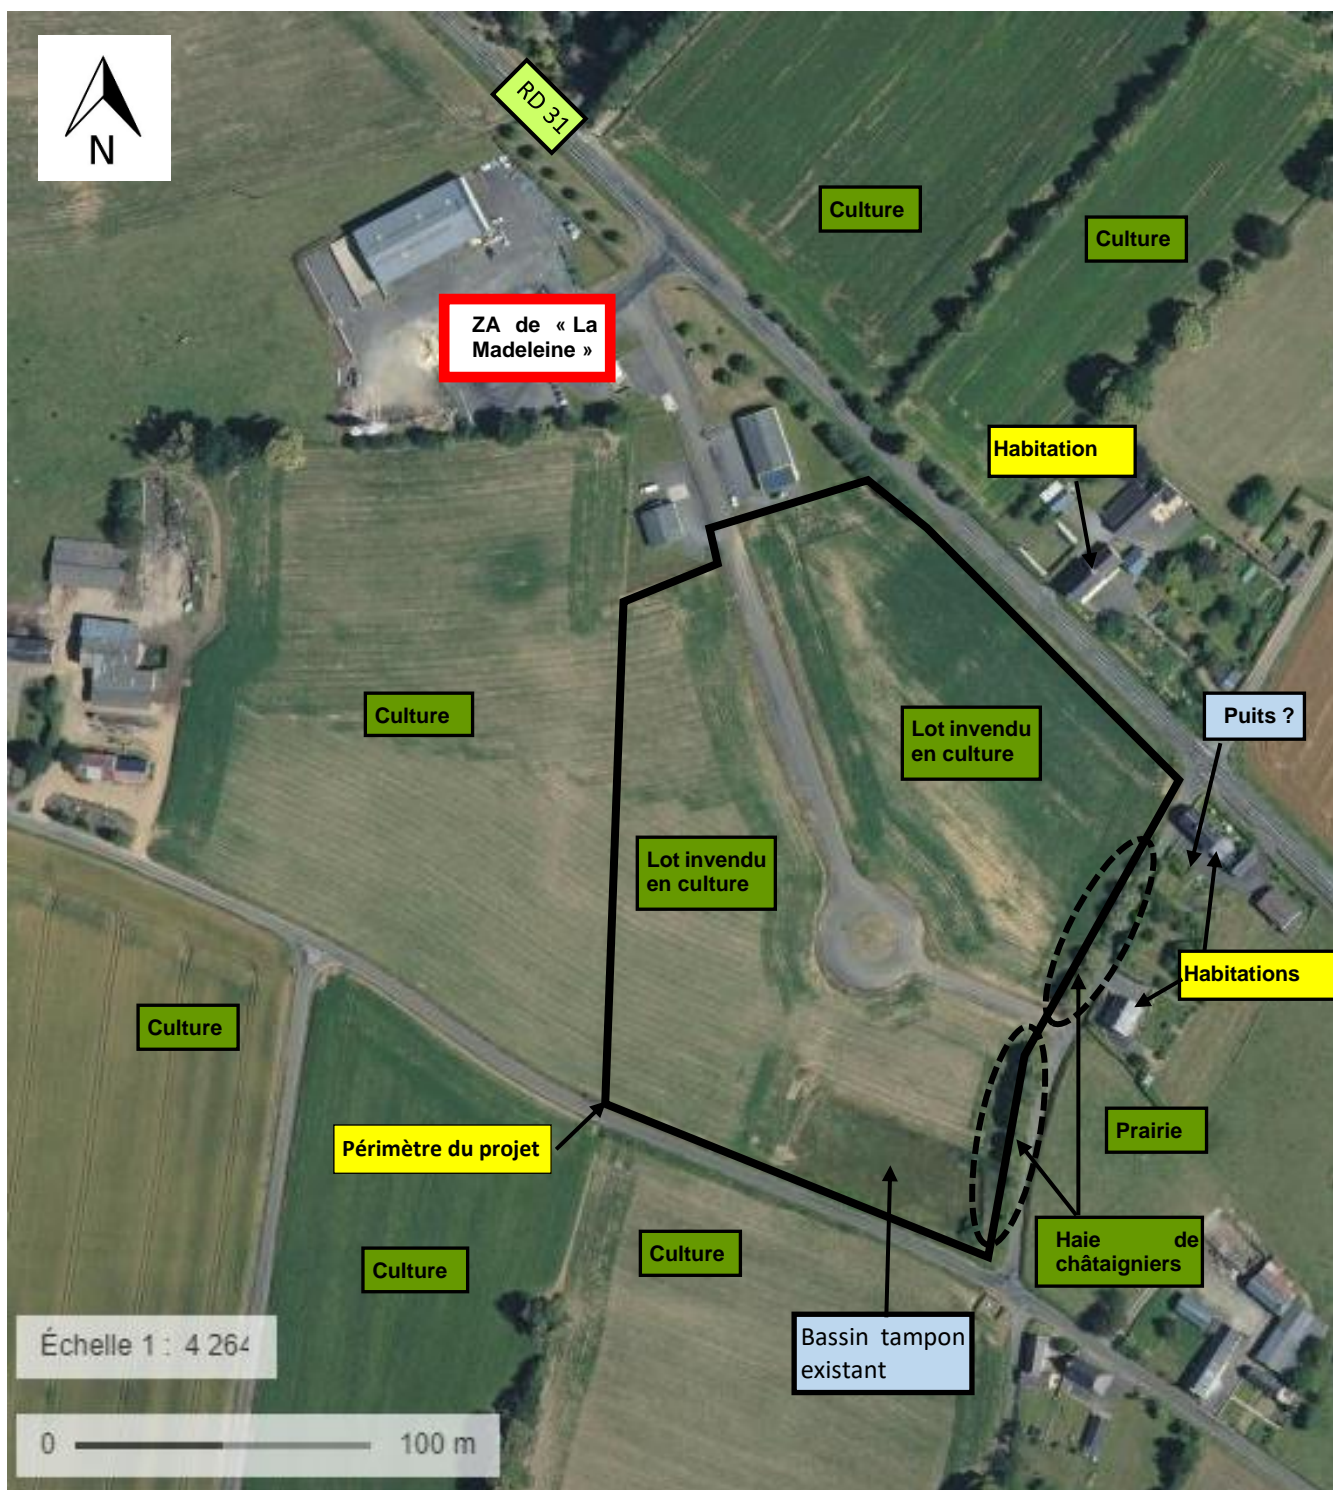 N
RD 31
Culture
Culture
ZA de « La
Madeleine »
Habitation
Culture
Lot invendu
en culture
Puits ?
Lot invendu
en culture
Habitations
Culture
Périmètre du projet
Prairie
Haie de
châtaigniers
Culture
Culture
Bassin tampon
existant
Échelle 1 : 4 264
0 100 m